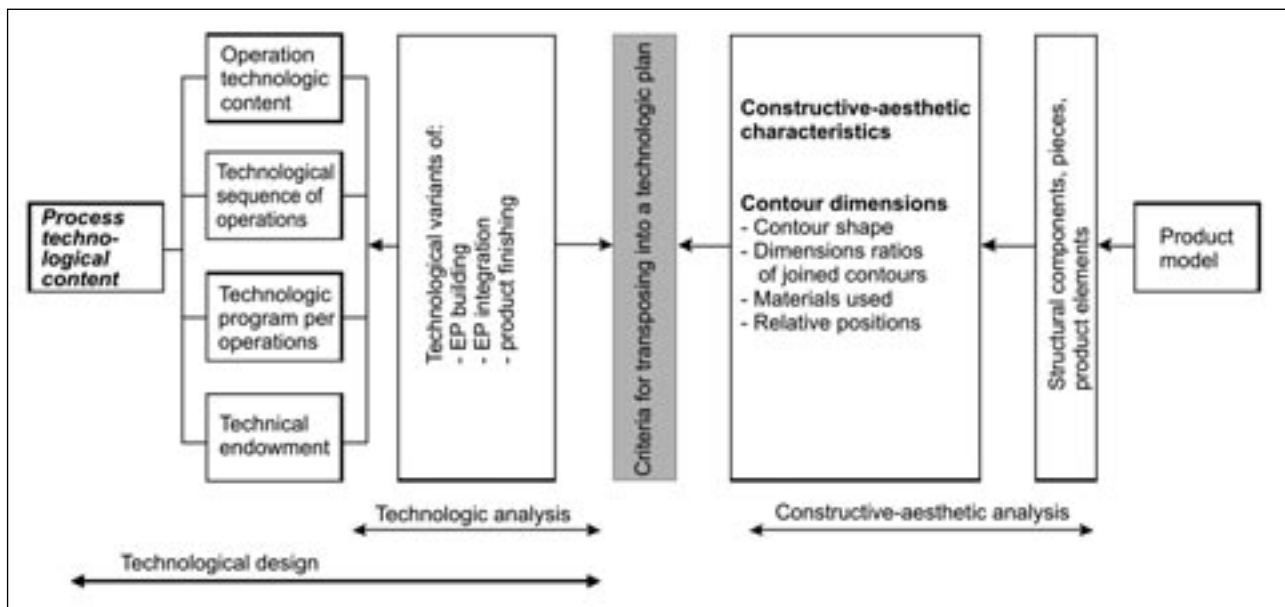 Process
techno-
logical
content
Operation
technologic
content
Technological
sequence of
operations
Technologic
program per
operations
Technical
endowment
Technological variants of:
- EP building
- EP integration
- product finishing
Criteria for transposing into a technologic plan
Constructive-aesthetic
characteristics
Contour dimensions
- Contour shape
- Dimensions ratios
of joined contours
- Materials used
- Relative positions
Structural components, pieces,
product elements
Product
model
Technologic analysis
Constructive-aesthetic analysis
Technological design